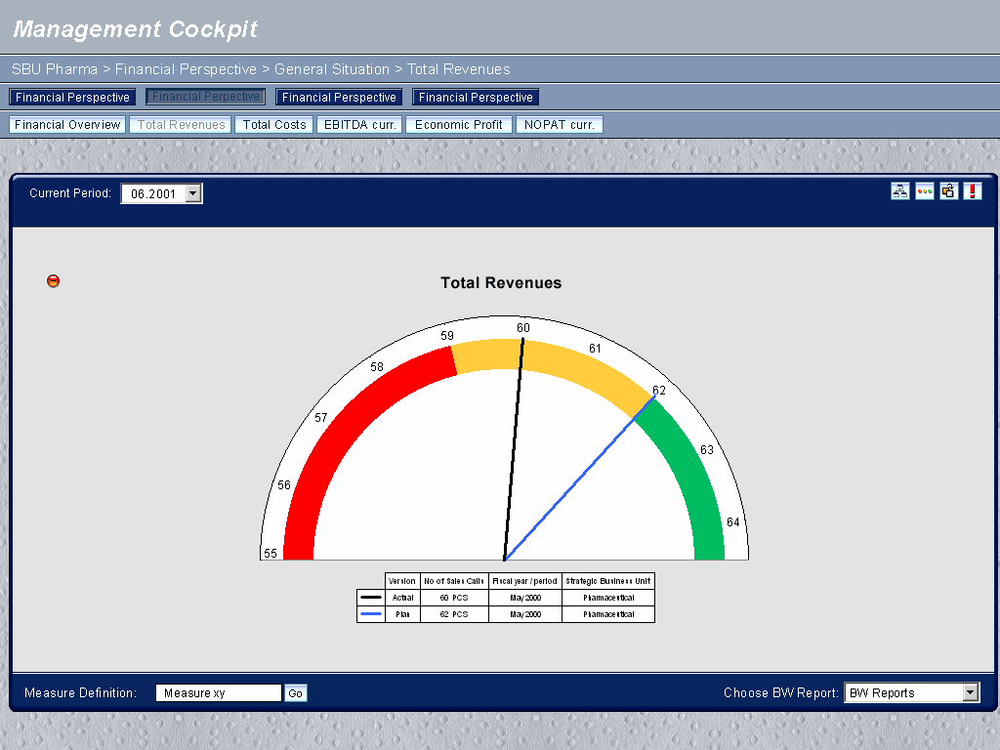 Management Cockpit
SBU Pharma > Financial Perspective > General Situation > Total Revenues
Financial Perspective Financial Perpective Financial Perspective Financial Perspective
Financial Overview Total Revenues Total Costs EBITDA curr. Economic Profit NOPAT curr.
Current Period: 06.2001
Total Revenues
55 56 57 58 59 60 61 62 63 64
Version No of Sales Calls Fiscal year / period Strategic Business Unit
Actual 60 PCS May 2000 Pharmaceutical
Plan 62 PCS May 2000 Pharmaceutical
Measure Definition: Measure xy Go Choose BW Report: BW Reports